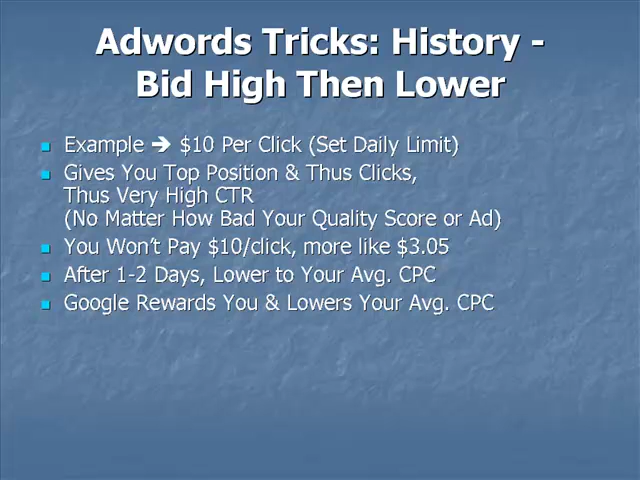 Adwords Tricks: History -
Bid High Then Lower
Example ➔ $10 Per Click (Set Daily Limit)
Gives You Top Position & Thus Clicks,
Thus Very High CTR
(No Matter How Bad Your Quality Score or Ad)
You Won't Pay $10/click, more like $3.05
After 1-2 Days, Lower to Your Avg. CPC
Google Rewards You & Lowers Your Avg. CPC